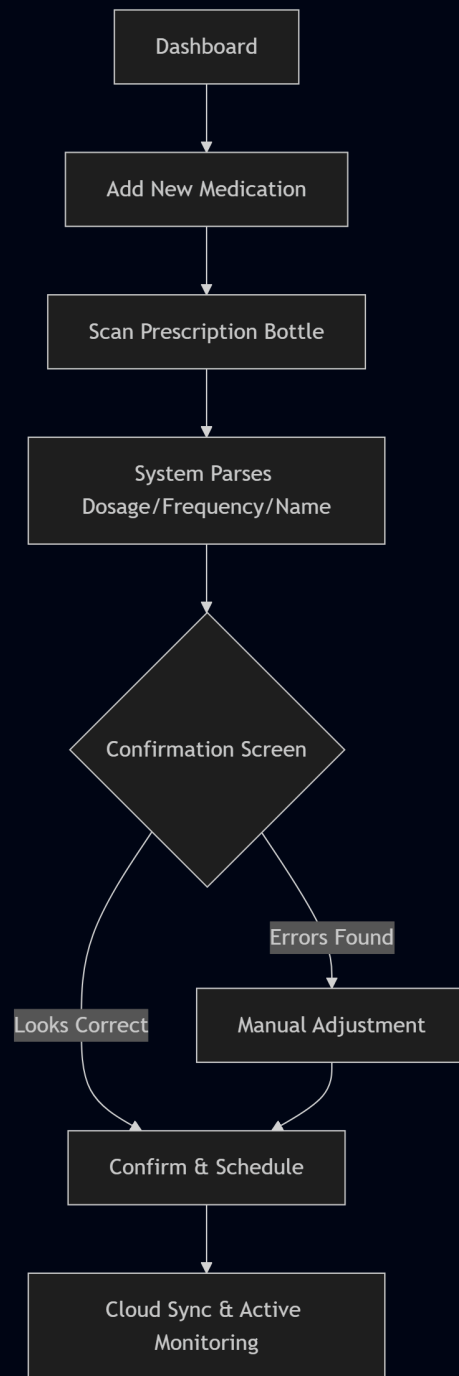 Dashboard
Add New Medication
Scan Prescription Bottle
System Parses
Dosage/Frequency/Name
Confirmation Screen
Errors Found
Looks Correct
Manual Adjustment
Confirm & Schedule
Cloud Sync & Active
Monitoring